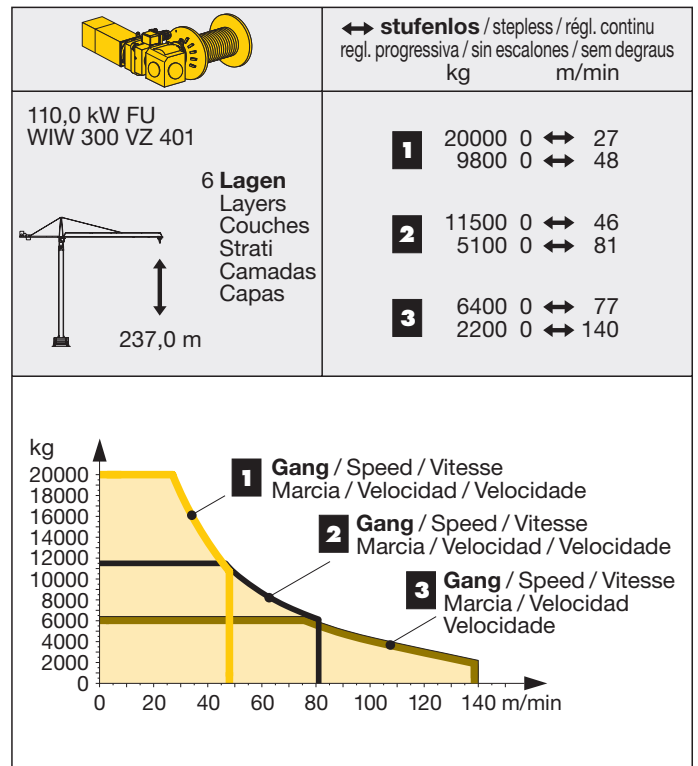 ↔ stufenlos / stepless / régl. continu
regl. progressiva / sin escalones / sem degraus
kg m/min
110,0 kW FU
WIW 300 VZ 401
6 Lagen
Layers
Couches
Strati
Camadas
Capas
237,0 m
1 20000 0 ↔ 27
9800 0 ↔ 48
2 11500 0 ↔ 46
5100 0 ↔ 81
3 6400 0 ↔ 77
2200 0 ↔ 140
kg
20000
18000
16000
14000
12000
10000
8000
6000
4000
2000
0
1 Gang / Speed / Vitesse
Marcia / Velocidad / Velocidade
2 Gang / Speed / Vitesse
Marcia / Velocidad / Velocidade
3 Gang / Speed / Vitesse
Marcia / Velocidad
Velocidade
0 20 40 60 80 100 120 140 m/min